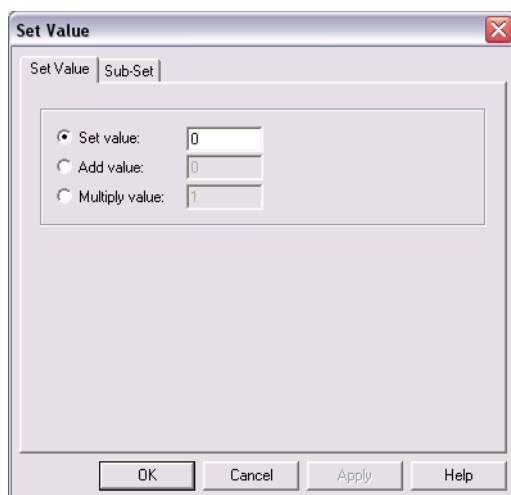 Set Value
Set Value Sub-Set
Set value: 0
Add value: 0
Multiply value: 1
OK Cancel Apply Help